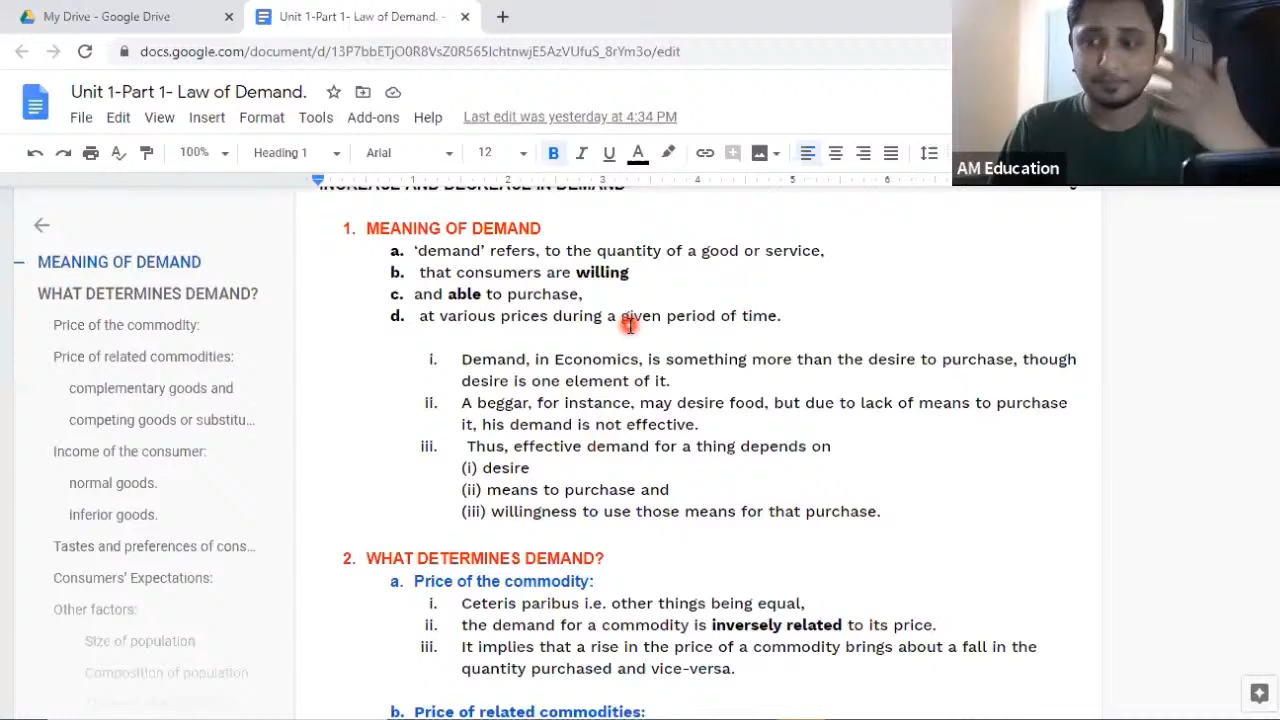 My Drive - Google Drive
Unit 1-Part 1- Law of Demand. -
docs.google.com/document/d/13P7bbETjO0R8VsZ0R565IchtnwjE5AzVUfuS_8rYm3o/edit
Unit 1-Part 1- Law of Demand.
File Edit View Insert Format Tools Add-ons Help Last edit was yesterday at 4:34 PM
100% Heading 1 Arial 12 B I U A
AM Education
1 2 3 4 5 6
INCREASE AND DECREASE IN DEMAND
MEANING OF DEMAND
WHAT DETERMINES DEMAND?
Price of the commodity:
Price of related commodities:
complementary goods and
competing goods or substitu...
Income of the consumer:
normal goods.
Inferior goods.
Tastes and preferences of cons...
Consumers' Expectations:
Other factors:
Size of population
Composition of population
1. MEANING OF DEMAND
a. ‘demand’ refers, to the quantity of a good or service,
b. that consumers are willing
c. and able to purchase,
d. at various prices during a given period of time.
i. Demand, in Economics, is something more than the desire to purchase, though
desire is one element of it.
ii. A beggar, for instance, may desire food, but due to lack of means to purchase
it, his demand is not effective.
iii. Thus, effective demand for a thing depends on
(i) desire
(ii) means to purchase and
(iii) willingness to use those means for that purchase.
2. WHAT DETERMINES DEMAND?
a. Price of the commodity:
i. Ceteris paribus i.e. other things being equal,
ii. the demand for a commodity is inversely related to its price.
iii. It implies that a rise in the price of a commodity brings about a fall in the
quantity purchased and vice-versa.
b. Price of related commodities: